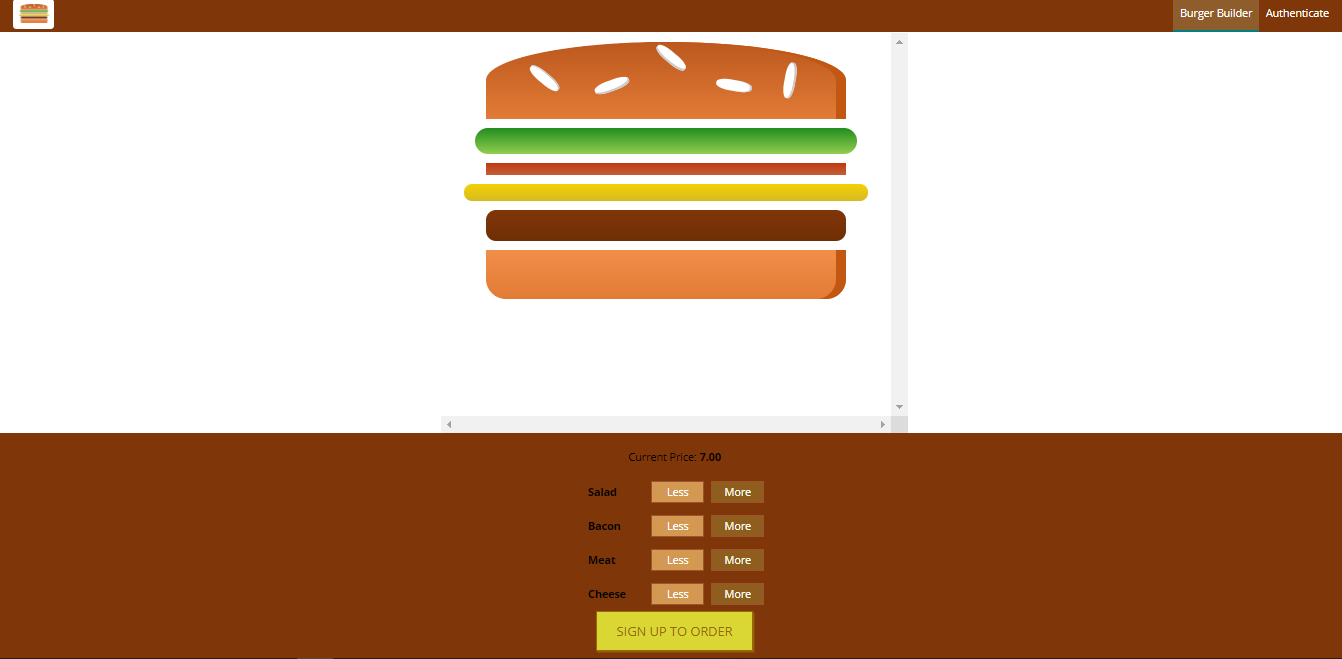 Burger Builder Authenticate
Current Price: 7.00
Salad Less More
Bacon Less More
Meat Less More
Cheese Less More
SIGN UP TO ORDER